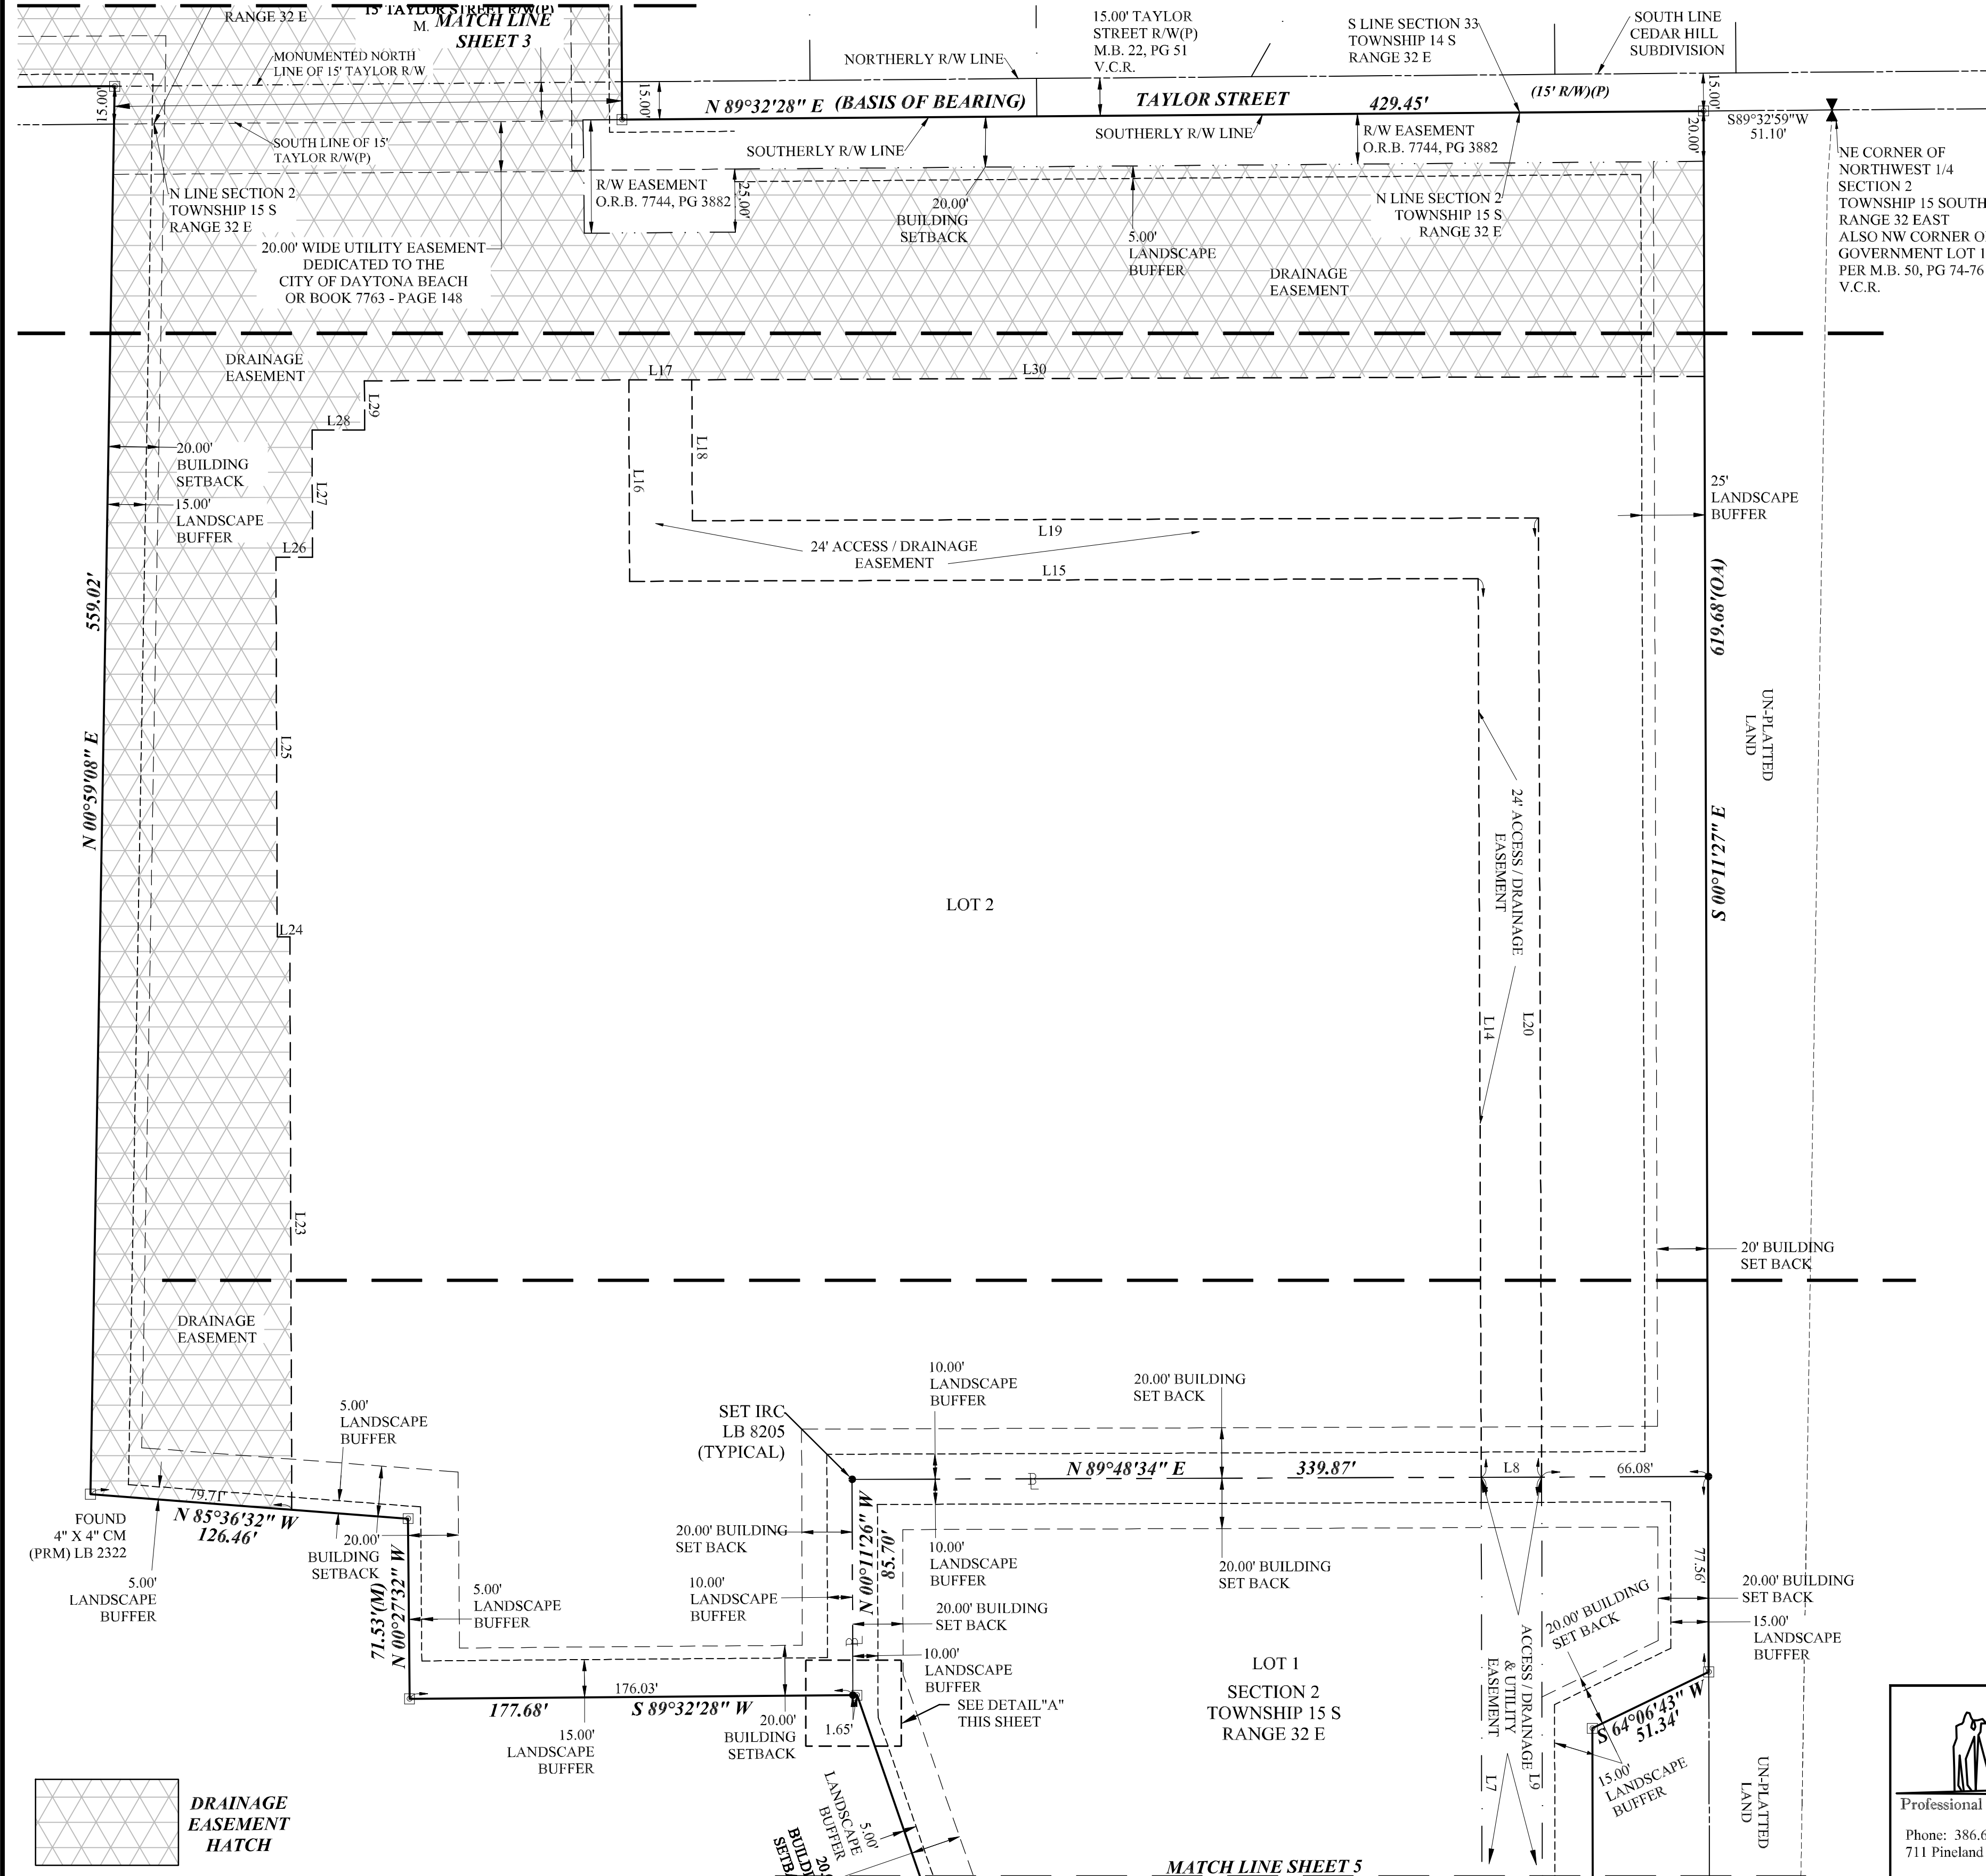 RANGE 32 E
15' TAYLOR STREET R/W(P)
M.
MATCH LINE
SHEET 3
MONUMENTED NORTH
LINE OF 15' TAYLOR R/W
15.00'
SOUTH LINE OF 15'
TAYLOR R/W(P)
N LINE SECTION 2
TOWNSHIP 15 S
RANGE 32 E
20.00' WIDE UTILITY EASEMENT
DEDICATED TO THE
CITY OF DAYTONA BEACH
OR BOOK 7763 - PAGE 148
15.00'
NORTHERLY R/W LINE
15.00' TAYLOR
STREET R/W(P)
M.B. 22, PG 51
V.C.R.
S LINE SECTION 33
TOWNSHIP 14 S
RANGE 32 E
SOUTH LINE
CEDAR HILL
SUBDIVISION
15.00'
N 89°32'28" E (BASIS OF BEARING)
TAYLOR STREET
429.45'
(15' R/W)(P)
SOUTHERLY R/W LINE
SOUTHERLY R/W LINE
R/W EASEMENT
O.R.B. 7744, PG 3882
20.00'
S89°32'59"W
51.10'
R/W EASEMENT
O.R.B. 7744, PG 3882
25.00'
20.00'
BUILDING
SETBACK
5.00'
LANDSCAPE
BUFFER
N LINE SECTION 2
TOWNSHIP 15 S
RANGE 32 E
DRAINAGE
EASEMENT
NE CORNER OF
NORTHWEST 1/4
SECTION 2
TOWNSHIP 15 SOUTH
RANGE 32 EAST
ALSO NW CORNER O
GOVERNMENT LOT 1
PER M.B. 50, PG 74-76
V.C.R.
DRAINAGE
EASEMENT
L17
L30
L29
L28
L18
L16
L27
L26
20.00'
BUILDING
SETBACK
15.00'
LANDSCAPE
BUFFER
L19
24' ACCESS / DRAINAGE
EASEMENT
L15
25'
LANDSCAPE
BUFFER
619.68'(OA)
S 00°11'27" E
UN-PLATTED
LAND
559.02'
N 00°59'08" E
L25
L24
L23
LOT 2
24' ACCESS / DRAINAGE
EASEMENT
L14
L20
20' BUILDING
SET BACK
DRAINAGE
EASEMENT
5.00'
LANDSCAPE
BUFFER
SET IRC
LB 8205
(TYPICAL)
10.00'
LANDSCAPE
BUFFER
20.00' BUILDING
SET BACK
N 89°48'34" E
339.87'
L8
66.08'
79.71'
N 85°36'32" W
126.46'
FOUND
4" X 4" CM
(PRM) LB 2322
5.00'
LANDSCAPE
BUFFER
20.00'
BUILDING
SETBACK
71.53'(M)
N 00°27'32" W
5.00'
LANDSCAPE
BUFFER
20.00' BUILDING
SET BACK
N 00°11'26" W
85.70'
10.00'
LANDSCAPE
BUFFER
10.00'
LANDSCAPE
BUFFER
20.00' BUILDING
SET BACK
20.00' BUILDING
SET BACK
77.56'
20.00' BUILDING
SET BACK
20.00' BUILDING
SET BACK
15.00'
LANDSCAPE
BUFFER
10.00'
LANDSCAPE
BUFFER
SEE DETAIL"A"
THIS SHEET
176.03'
177.68'
S 89°32'28" W
1.65'
15.00'
LANDSCAPE
BUFFER
20.00'
BUILDING
SETBACK
LOT 1
SECTION 2
TOWNSHIP 15 S
RANGE 32 E
ACCESS / DRAINAGE
& UTILITY
EASEMENT
L7
L9
S 64°06'43" W
51.34'
15.00'
LANDSCAPE
BUFFER
UN-PLATTED
LAND
5.00'
LANDSCAPE
BUFFER
DRAINAGE
EASEMENT
HATCH
MATCH LINE SHEET 5
Professional
Phone: 386.6
711 Pineland